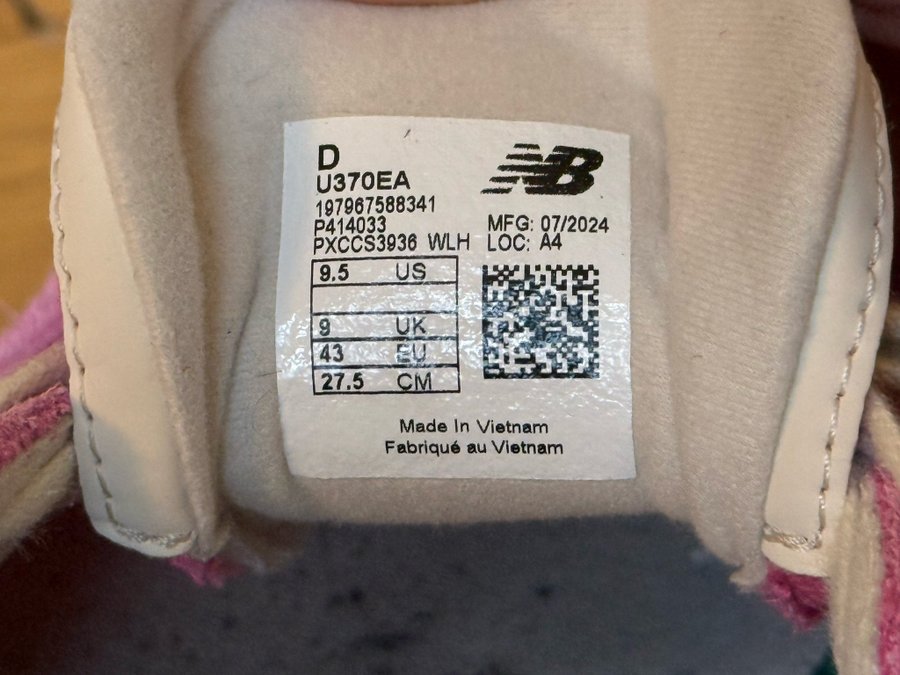 D
U370EA
197967588341
P414033
PXCCS3936 WLH
NB
MFG: 07/2024
LOC: A4
9.5 US
9 UK
43 EU
27.5 CM
Made In Vietnam
Fabriqué au Vietnam